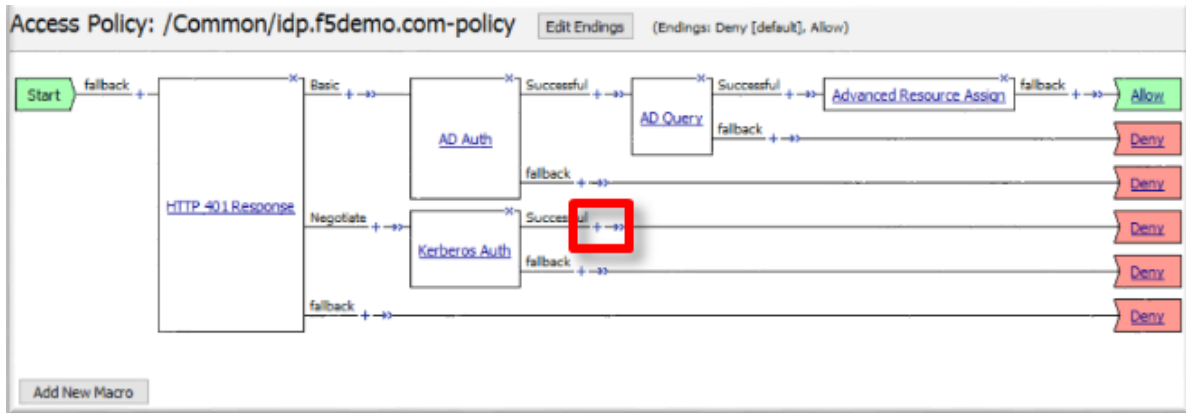 Access Policy: /Common/idp.f5demo.com-policy Edit Endings (Endings: Deny [default], Allow)
Start fallback + Basic + Successful + Successful + Advanced Resource Assign fallback + Allow
AD Query
fallback + Deny
AD Auth
fallback + Deny
HTTP 401 Response
Negotiate + Successful + Deny
Kerberos Auth
fallback + Deny
fallback + Deny
Add New Macro